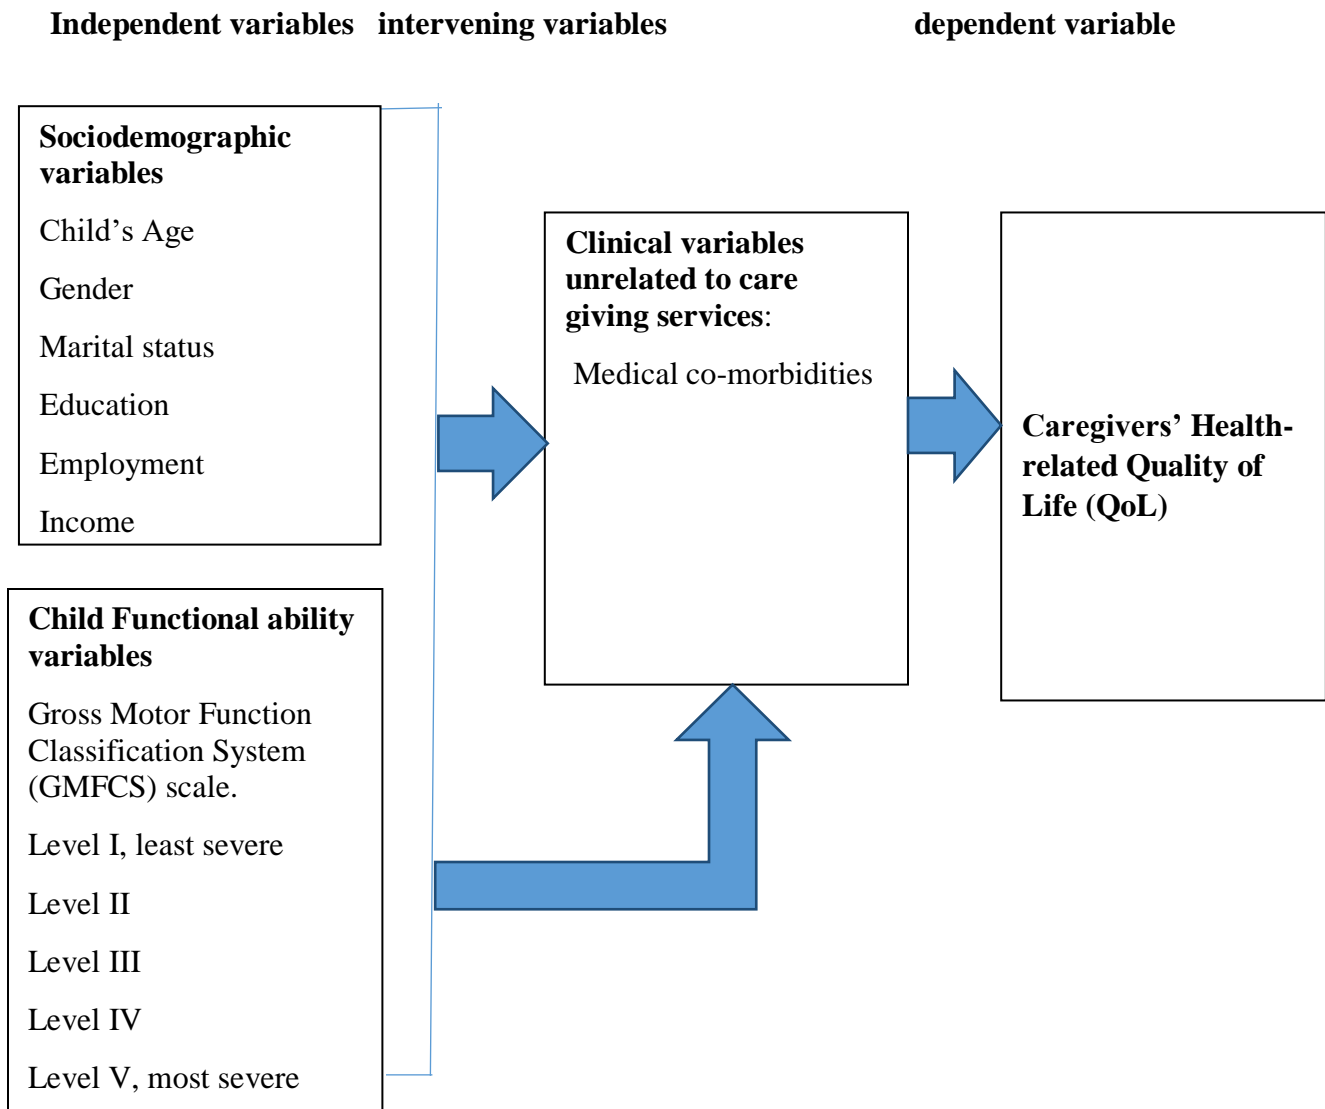 Independent variables intervening variables dependent variable
Sociodemographic
variables
Child’s Age
Gender
Marital status
Education
Employment
Income
Child Functional ability
variables
Gross Motor Function
Classification System
(GMFCS) scale.
Level I, least severe
Level II
Level III
Level IV
Level V, most severe
Clinical variables
unrelated to care
giving services:
Medical co-morbidities
Caregivers’ Health-
related Quality of
Life (QoL)